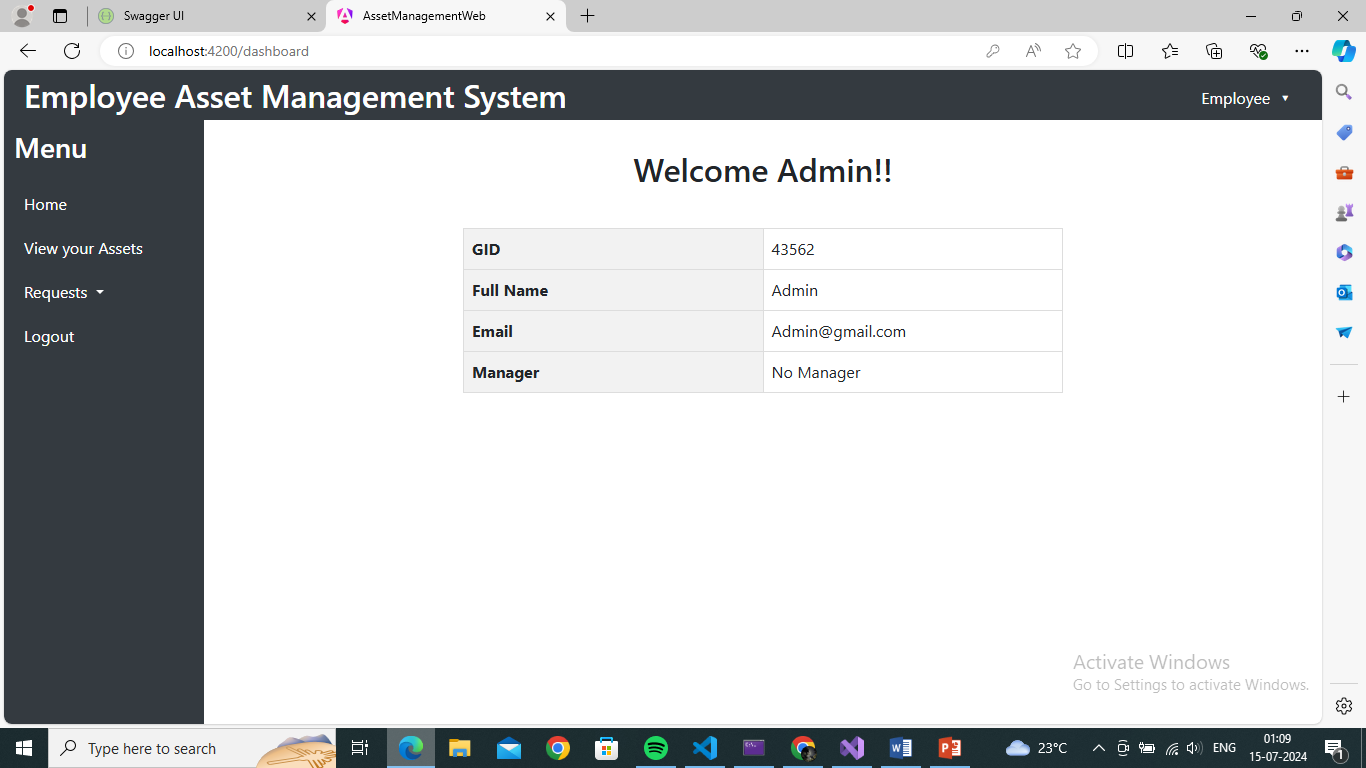 Swagger UI
AssetManagementWeb
localhost:4200/dashboard
Employee Asset Management System
Employee
Menu
Home
View your Assets
Requests
Logout
Welcome Admin!!
GID 43562
Full Name Admin
Email Admin@gmail.com
Manager No Manager
Activate Windows
Go to Settings to activate Windows.
Type here to search
23°C
ENG
01:09
15-07-2024
1